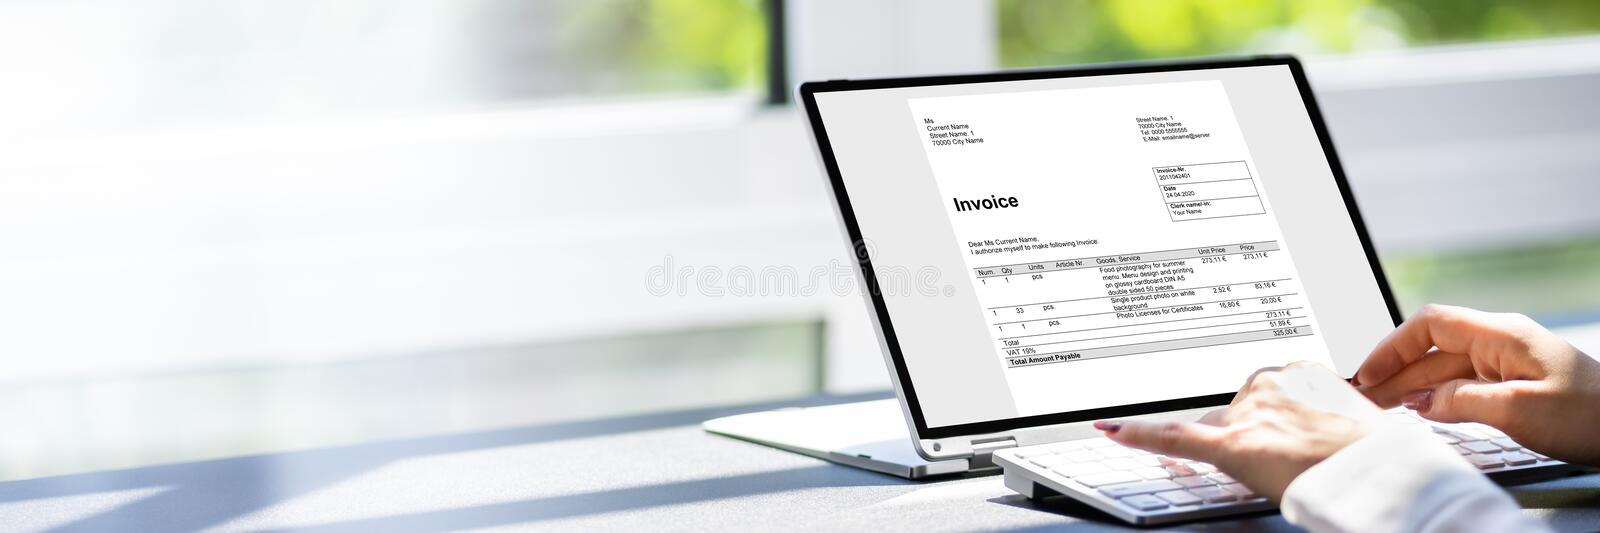 Ms
Current Name
Street Name. 1
70000 City Name
Street Name. 1
70000 City Name
Tel: 0000 5555555
E-Mail: emailname@server
Invoice-Nr.
2011042401
Date
24.04.2020
Clerk name/-in:
Your Name
Invoice
Dear Ms Current Name,
I authorize myself to make following Invoice:
Num. Qty Units Article Nr. Goods, Service Unit Price Price
1 1 pcs Food photography for summer 273,11 € 273,11 €
menu. Menu design and printing
on glossy cardboard DIN A5
double sided 50 pieces
1 33 pcs. Single product photo on white 2,52 € 83,16 €
background
1 1 pcs. Photo Licenses for Certificates 16,80 € 20,00 €
Total 273,11 €
VAT 19% 51,89 €
Total Amount Payable 325,00 €
dreamstime